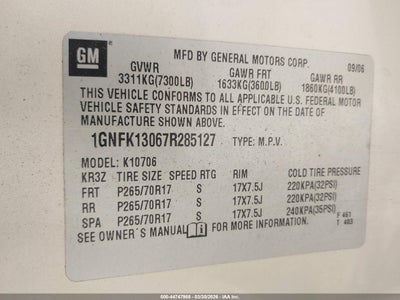 GM
MFD BY GENERAL MOTORS CORP. 09/06
GVWR GAWR FRT GAWR RR
3311KG(7300LB) 1633KG(3600LB) 1860KG(4100LB)
THIS VEHICLE CONFORMS TO ALL APPLICABLE U.S. FEDERAL MOTOR
VEHICLE SAFETY STANDARDS IN EFFECT ON THE DATE OF
MANUFACTURE SHOWN ABOVE.
1GNFK13067R285127 TYPE: M.P.V.
MODEL: K10706
KR3Z TIRE SIZE SPEED RTG RIM COLD TIRE PRESSURE
FRT P265/70R17 S 17X7.5J 220KPA(32PSI)
RR P265/70R17 S 17X7.5J 220KPA(32PSI)
SPA P265/70R17 S 17X7.5J 240KPA(35PSI)
SEE OWNER'S MANUAL FOR MORE INFORMATION. F 461
T 403